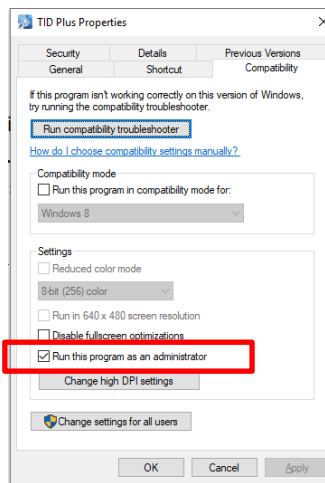 TID Plus Properties
Security Details Previous Versions
General Shortcut Compatibility
If this program isn't working correctly on this version of Windows,
try running the compatibility troubleshooter.
Run compatibility troubleshooter
How do I choose compatibility settings manually?
Compatibility mode
Run this program in compatibility mode for:
Windows 8
Settings
Reduced color mode
8-bit (256) color
Run in 640 x 480 screen resolution
Disable fullscreen optimizations
Run this program as an administrator
Change high DPI settings
Change settings for all users
OK Cancel Apply